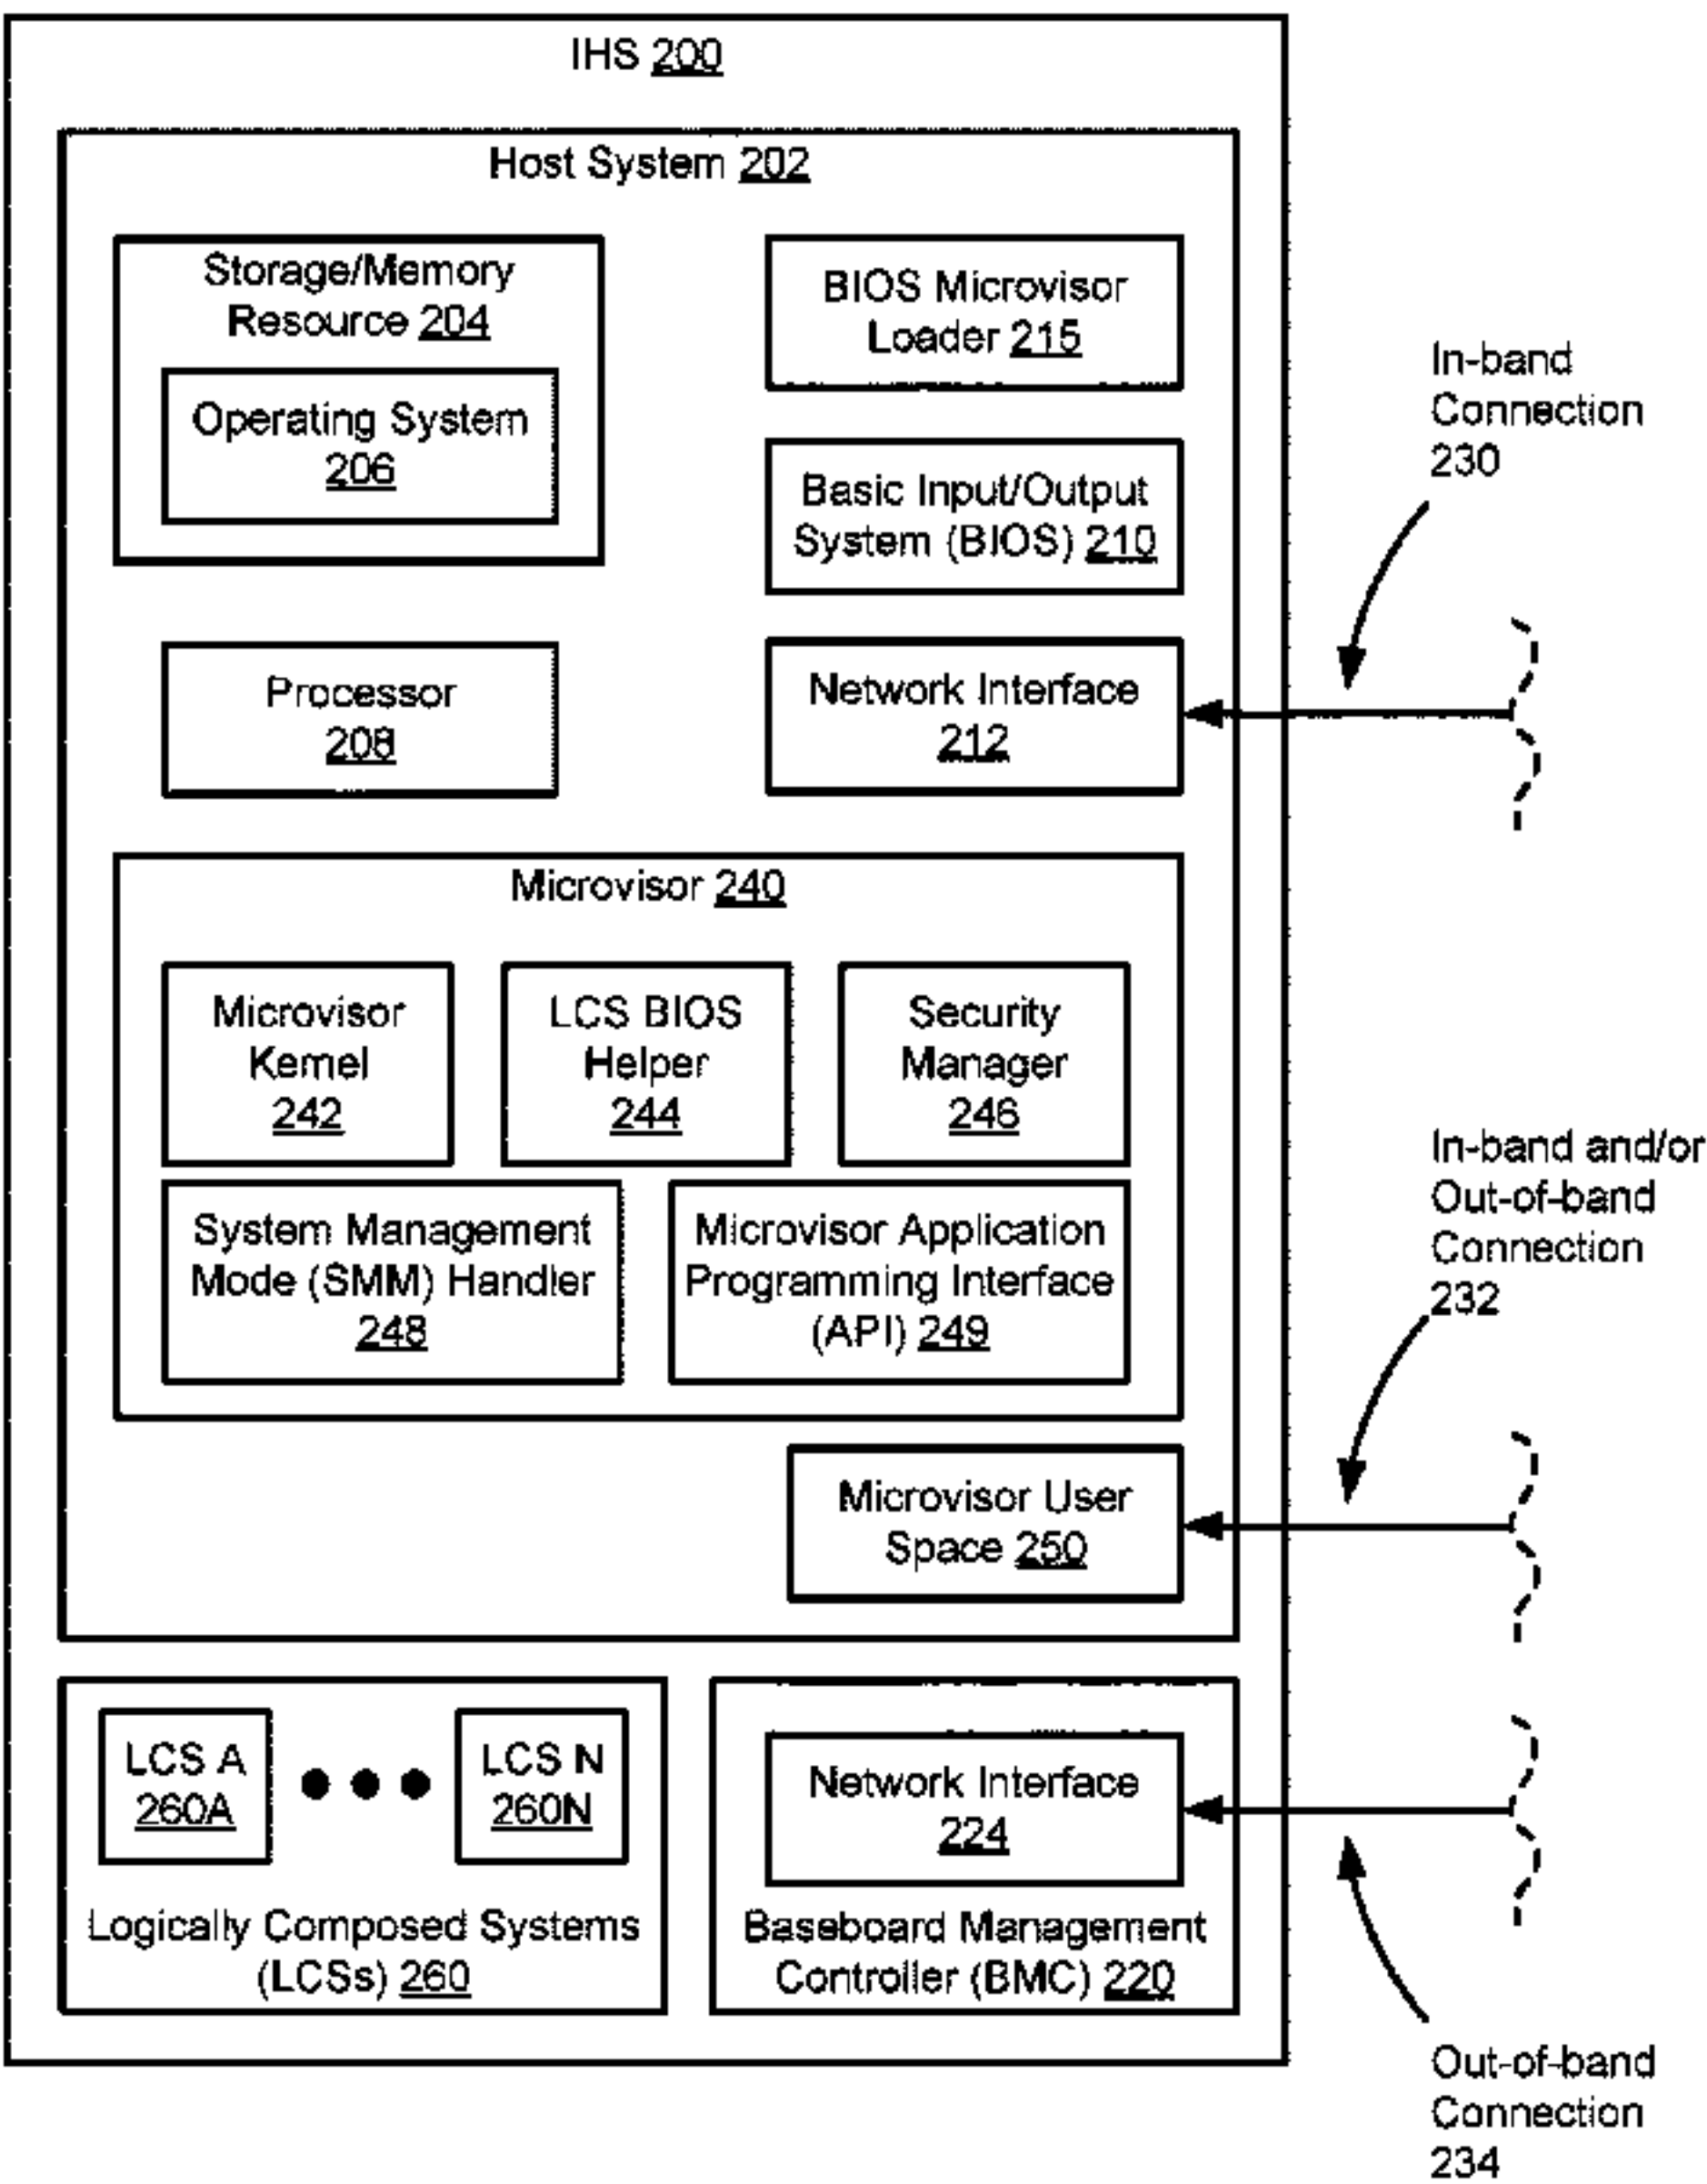 IHS 200
Host System 202
Storage/Memory
Resource 204
Operating System
206
BIOS Microvisor
Loader 215
Basic Input/Output
System (BIOS) 210
Processor
208
Network Interface
212
In-band
Connection
230
Microvisor 240
Microvisor
Kernel
242
LCS BIOS
Helper
244
Security
Manager
246
System Management
Mode (SMM) Handler
248
Microvisor Application
Programming Interface
(API) 249
In-band and/or
Out-of-band
Connection
232
Microvisor User
Space 250
LCS A
260A
LCS N
260N
Logically Composed Systems
(LCSs) 260
Network Interface
224
Baseboard Management
Controller (BMC) 220
Out-of-band
Connection
234